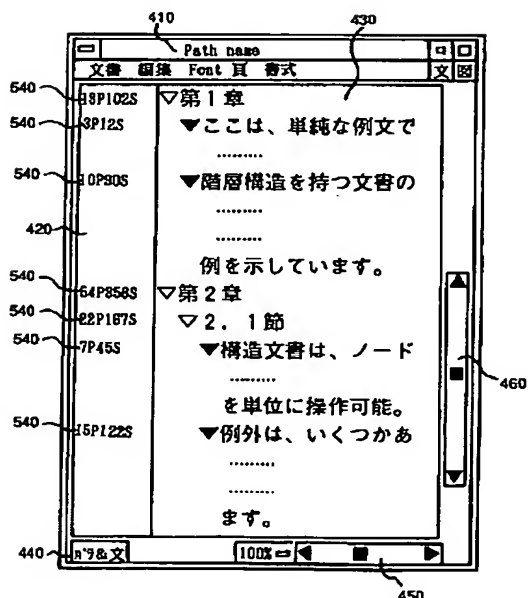 410
430
Path name
文書 編集 Font 頁 書式 文 図
540 13P102S ▽第1章
540 3P12S ▼ここは、単純な例文で
.........
540 10P90S ▼階層構造を持つ文書の
.........
420
.........
例を示しています。
540 64P856S ▽第2章
540 22P167S ▽2.1節
540 7P45S ▼構造文書は、ノード
.........
460
を単位に操作可能。
540 15P122S ▼例外は、いくつかあ
.........
.........
ます。
440 パラ&文 100%
450